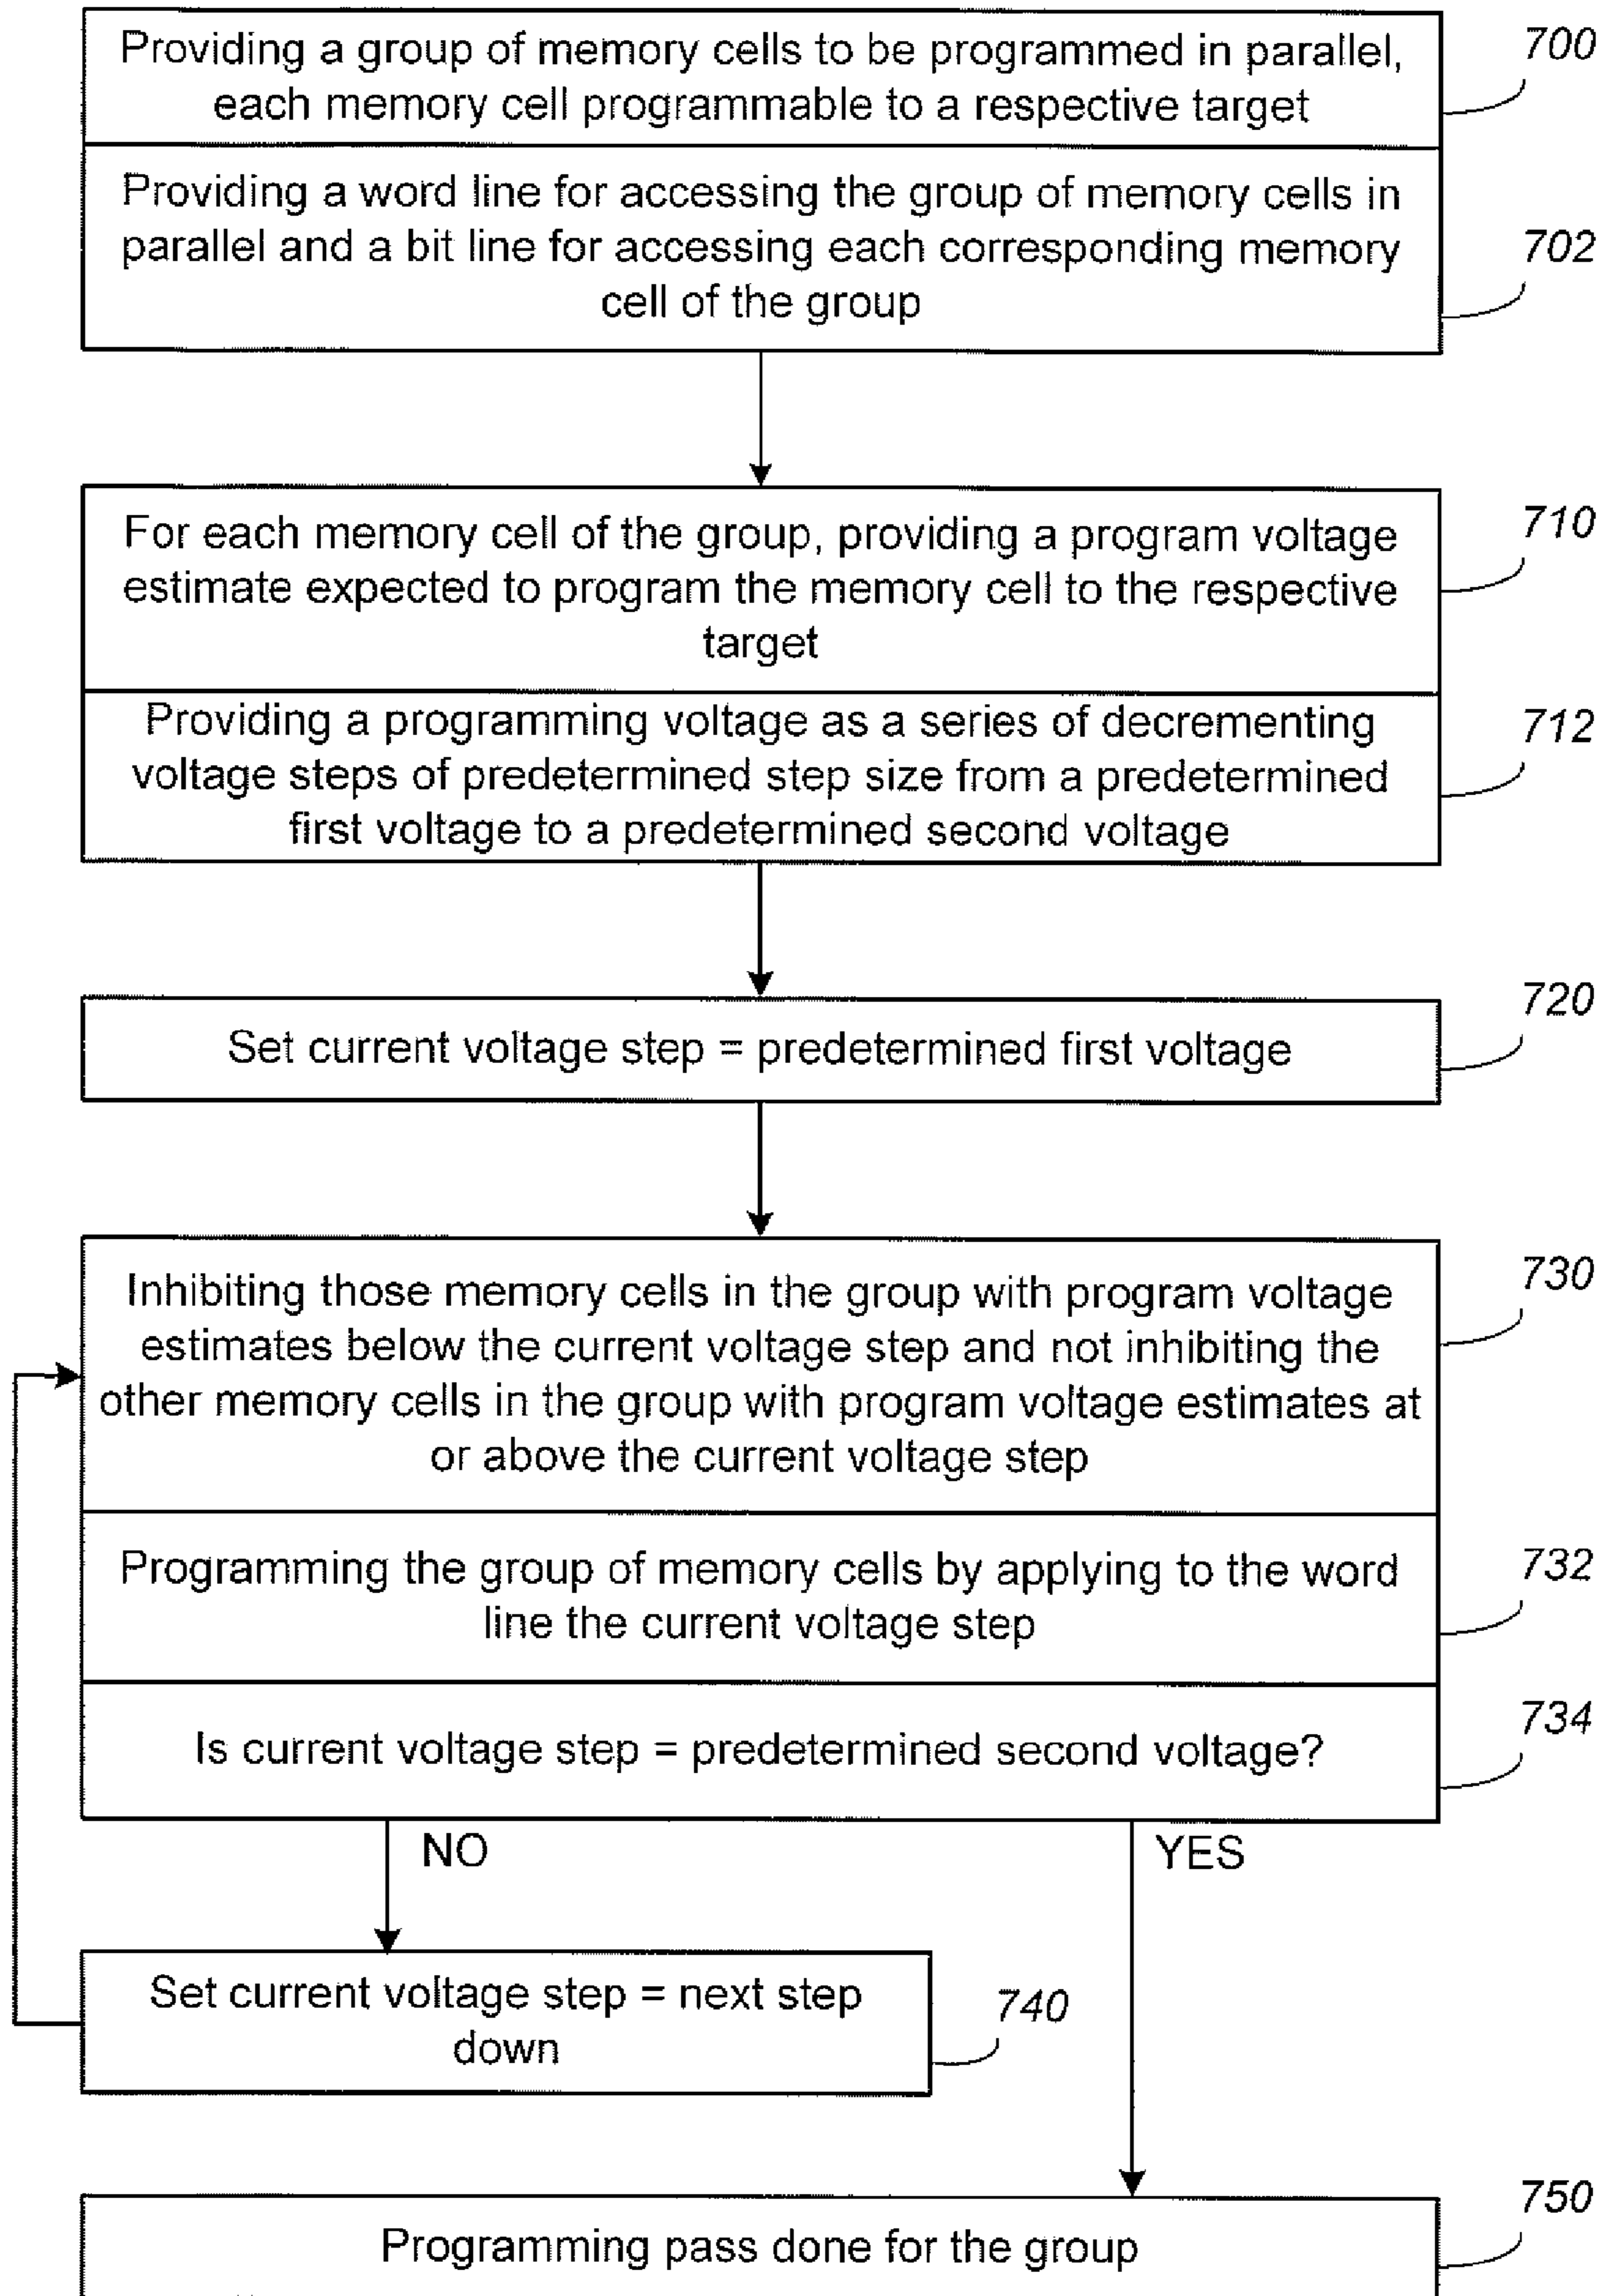 Providing a group of memory cells to be programmed in parallel,
each memory cell programmable to a respective target
700
Providing a word line for accessing the group of memory cells in
parallel and a bit line for accessing each corresponding memory
cell of the group
702
For each memory cell of the group, providing a program voltage
estimate expected to program the memory cell to the respective
target
710
Providing a programming voltage as a series of decrementing
voltage steps of predetermined step size from a predetermined
first voltage to a predetermined second voltage
712
Set current voltage step = predetermined first voltage
720
Inhibiting those memory cells in the group with program voltage
estimates below the current voltage step and not inhibiting the
other memory cells in the group with program voltage estimates at
or above the current voltage step
730
Programming the group of memory cells by applying to the word
line the current voltage step
732
Is current voltage step = predetermined second voltage?
734
NO
YES
Set current voltage step = next step
down
740
Programming pass done for the group
750